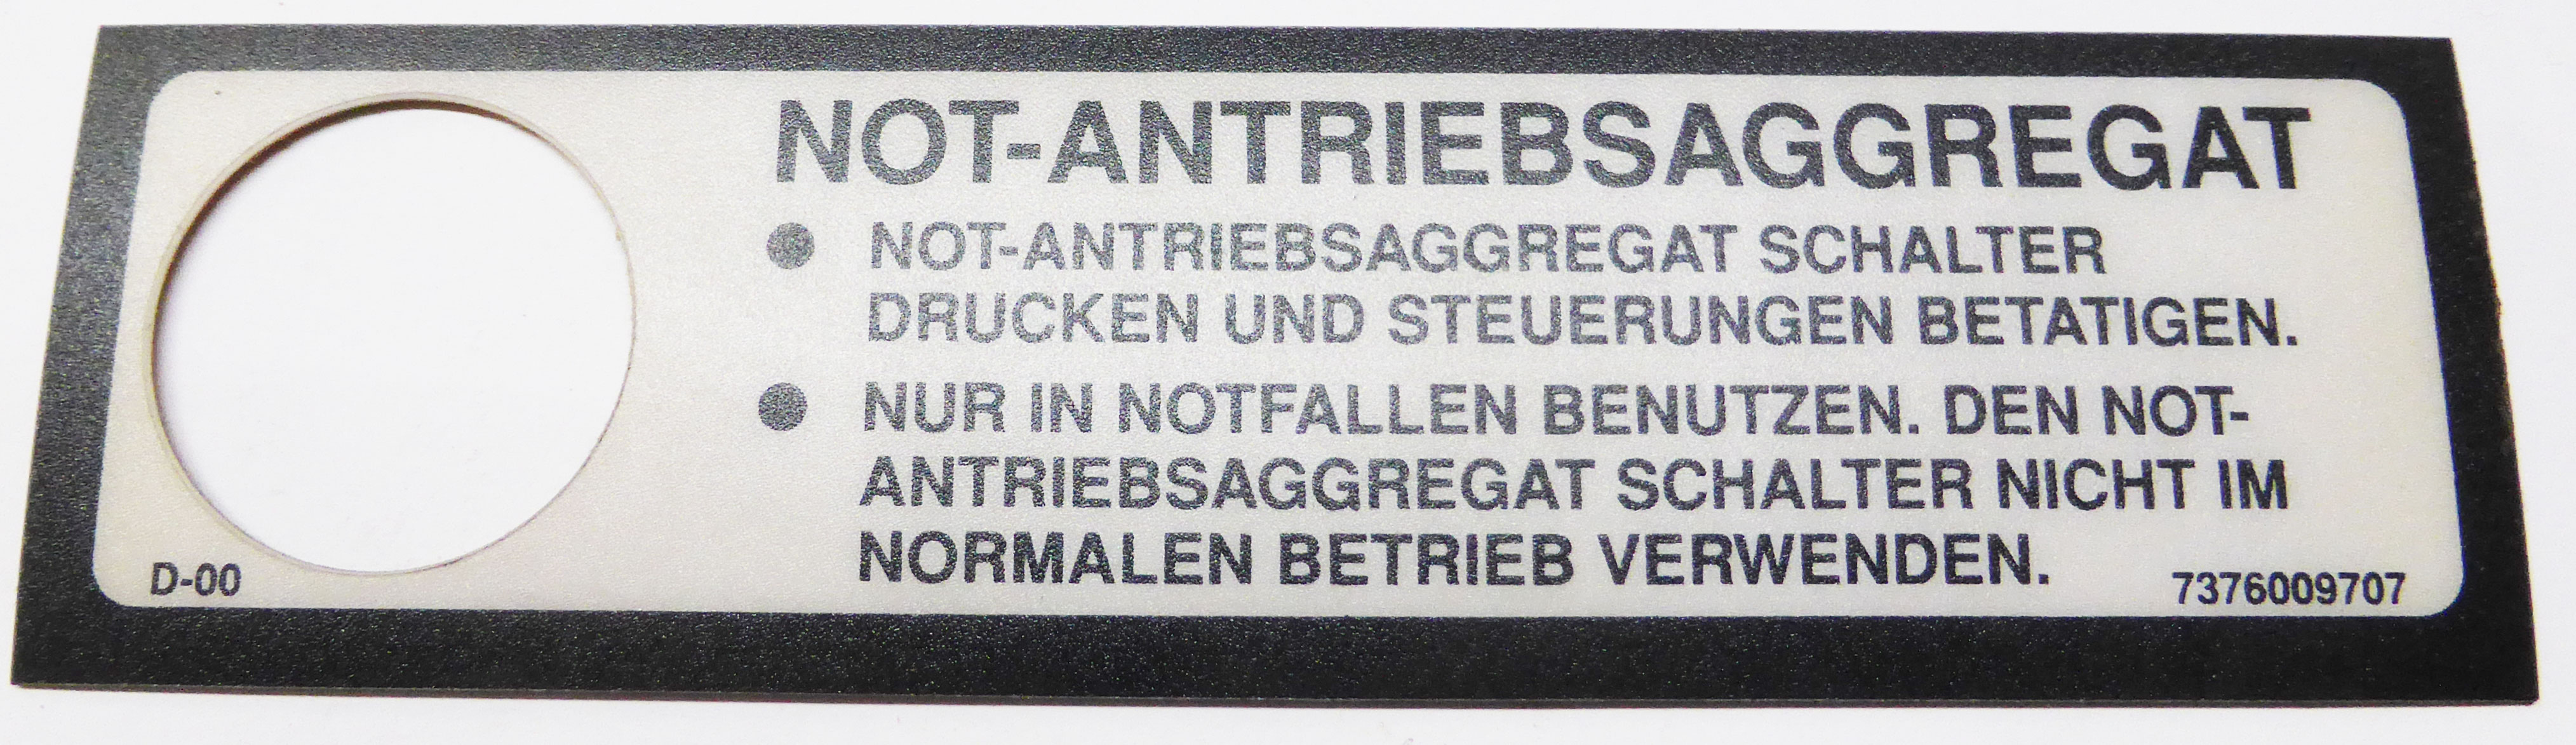 NOT-ANTRIEBSAGGREGAT
● NOT-ANTRIEBSAGGREGAT SCHALTER
DRUCKEN UND STEUERUNGEN BETATIGEN.
● NUR IN NOTFALLEN BENUTZEN. DEN NOT-
ANTRIEBSAGGREGAT SCHALTER NICHT IM
NORMALEN BETRIEB VERWENDEN.
D-00
7376009707